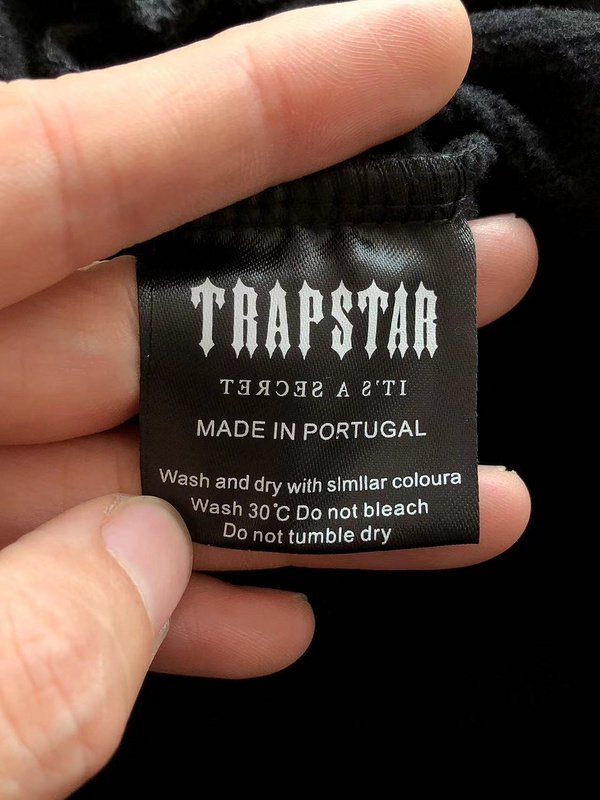 TRAPSTAR
IT'S A SECRET
MADE IN PORTUGAL
Wash and dry with slmllar coloura
Wash 30°C Do not bleach
Do not tumble dry